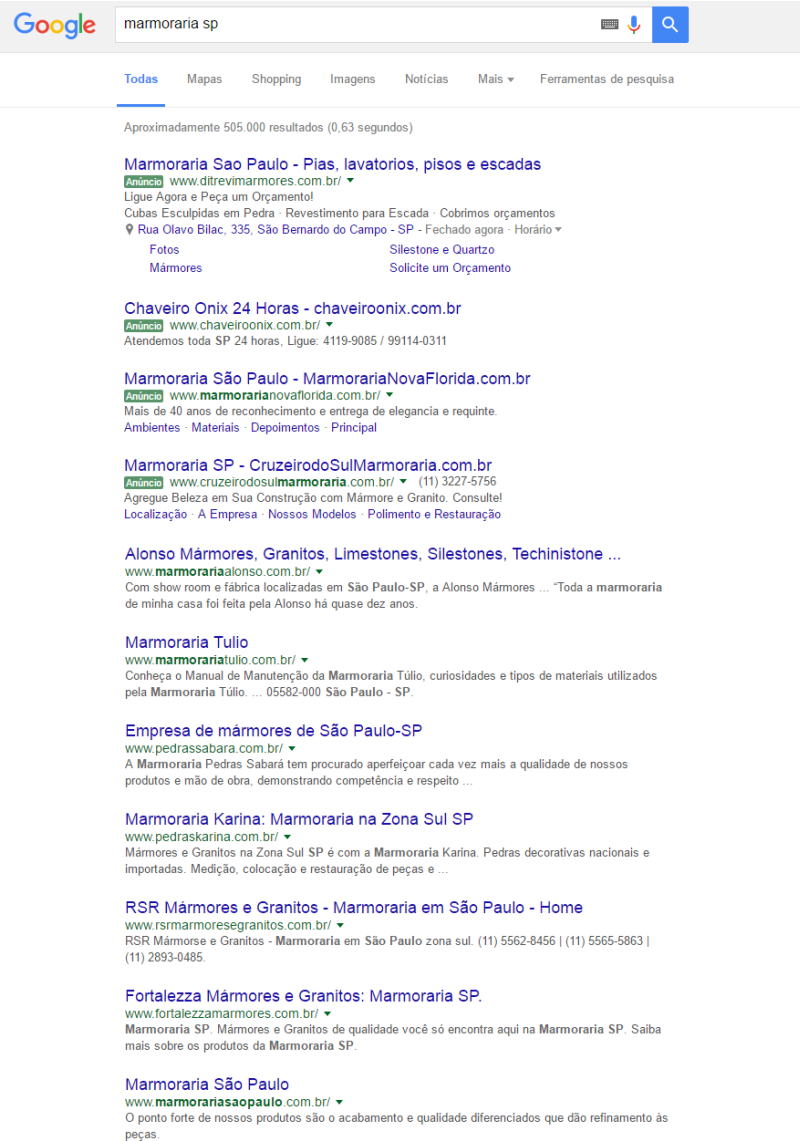 Google
marmoraria sp
Todas Mapas Shopping Imagens Notícias Mais Ferramentas de pesquisa
Aproximadamente 505.000 resultados (0,63 segundos)
Marmoraria Sao Paulo - Pias, lavatorios, pisos e escadas
Anúncio www.ditrevimarmores.com.br/
Ligue Agora e Peça um Orçamento!
Cubas Esculpidas em Pedra · Revestimento para Escada · Cobrimos orçamentos
Rua Olavo Bilac, 335, São Bernardo do Campo - SP - Fechado agora · Horário
Fotos Silestone e Quartzo
Mármores Solicite um Orçamento
Chaveiro Onix 24 Horas - chaveiroonix.com.br
Anúncio www.chaveiroonix.com.br/
Atendemos toda SP 24 horas, Ligue: 4119-9085 / 99114-0311
Marmoraria São Paulo - MarmorariaNovaFlorida.com.br
Anúncio www.marmorarianovaflorida.com.br/
Mais de 40 anos de reconhecimento e entrega de elegancia e requinte.
Ambientes · Materiais · Depoimentos · Principal
Marmoraria SP - CruzeirodoSulMarmoraria.com.br
Anúncio www.cruzeirodosulmarmoraria.com.br/ (11) 3227-5756
Agregue Beleza em Sua Construção com Mármore e Granito. Consulte!
Localização · A Empresa · Nossos Modelos · Polimento e Restauração
Alonso Mármores, Granitos, Limestones, Silestones, Techinistone ...
www.marmorariaalonso.com.br/
Com show room e fábrica localizadas em São Paulo-SP, a Alonso Mármores ... “Toda a marmoraria
de minha casa foi feita pela Alonso há quase dez anos.
Marmoraria Tulio
www.marmorariatulio.com.br/
Conheça o Manual de Manutenção da Marmoraria Túlio, curiosidades e tipos de materiais utilizados
pela Marmoraria Túlio. ... 05582-000 São Paulo - SP.
Empresa de mármores de São Paulo-SP
www.pedrassabara.com.br/
A Marmoraria Pedras Sabará tem procurado aperfeiçoar cada vez mais a qualidade de nossos
produtos e mão de obra, demonstrando competência e respeito ...
Marmoraria Karina: Marmoraria na Zona Sul SP
www.pedraskarina.com.br/
Mármores e Granitos na Zona Sul SP é com a Marmoraria Karina. Pedras decorativas nacionais e
importadas. Medição, colocação e restauração de peças e ...
RSR Mármores e Granitos - Marmoraria em São Paulo - Home
www.rsrmarmoresegranitos.com.br/
RSR Mármorse e Granitos - Marmoraria em São Paulo zona sul. (11) 5562-8456 | (11) 5565-5863 |
(11) 2893-0485.
Fortalezza Mármores e Granitos: Marmoraria SP.
www.fortalezzamarmores.com.br/
Marmoraria SP. Mármores e Granitos de qualidade você só encontra aqui na Marmoraria SP. Saiba
mais sobre os produtos da Marmoraria SP.
Marmoraria São Paulo
www.marmorariasaopaulo.com.br/
O ponto forte de nossos produtos são o acabamento e qualidade diferenciados que dão refinamento às
peças.